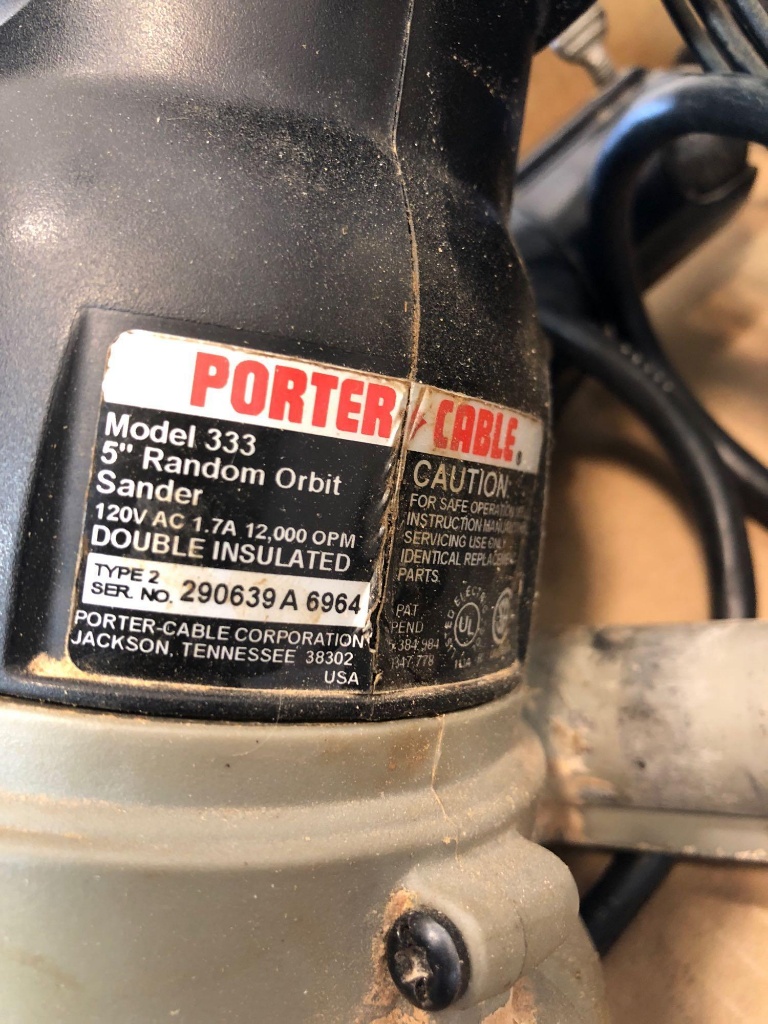 PORTER CABLE®
Model 333
5" Random Orbit
Sander
120V AC 1.7A 12,000 OPM
DOUBLE INSULATED
TYPE 2
SER. NO. 290639 A 6964
PORTER-CABLE CORPORATION
JACKSON, TENNESSEE 38302
USA
CAUTION
FOR SAFE OPERATION
INSTRUCTION
SERVICING USE ONLY
IDENTICAL
PARTS.
PAT
PEND
UL